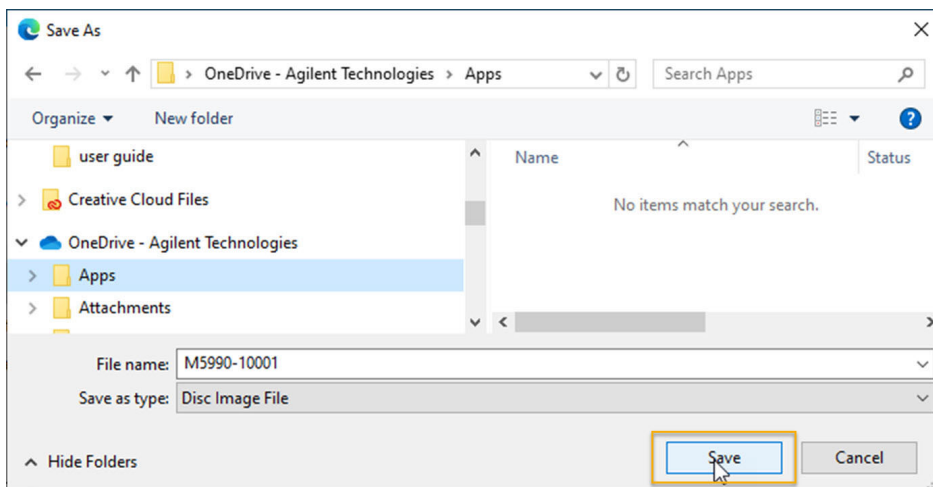 Save As
OneDrive - Agilent Technologies > Apps
Search Apps
Organize
New folder
user guide
Creative Cloud Files
OneDrive - Agilent Technologies
Apps
Attachments
Name
Status
No items match your search.
File name: M5990-10001
Save as type: Disc Image File
Hide Folders
Save
Cancel